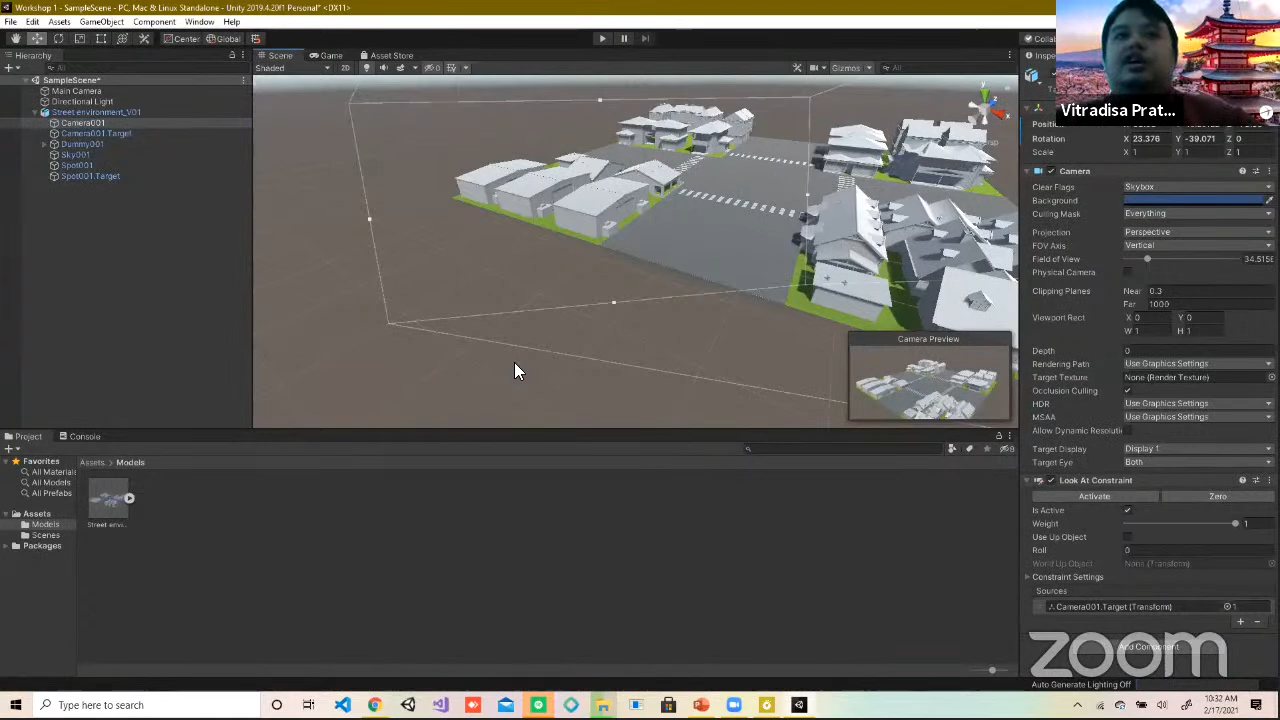 Workshop 1 - SampleScene - PC, Mac & Linux Standalone - Unity 2019.4.20f1 Personal* <DX11>
File Edit Assets GameObject Component Window Help
Center Global
Hierarchy Scene Game Asset Store
All Shaded 2D Gizmos All
SampleScene*
Main Camera
Directional Light
Street environment_V01
Camera001
Camera001.Target
Dummy001
Sky001
Spot001
Spot001.Target
Camera Preview
Vitradisa Prat...
Position
Rotation X 23.376 Y -39.071 Z 0
Scale X 1 Y 1 Z 1
Camera
Clear Flags Skybox
Background
Culling Mask Everything
Projection Perspective
FOV Axis Vertical
Field of View
Physical Camera
Clipping Planes Near 0.3
Far 1000
Viewport Rect X 0 Y 0
W 1 H 1
Depth 0
Rendering Path Use Graphics Settings
Target Texture None (Render Texture)
Occlusion Culling
HDR Use Graphics Settings
MSAA Use Graphics Settings
Allow Dynamic Resoluti
Target Display Display 1
Target Eye Both
Look At Constraint
Activate Zero
Is Active
Weight 1
Use Up Object
Roll 0
World Up Object None (Transform)
Constraint Settings
Sources
Camera001.Target (Transform) 1
Add Component
zoom
Auto Generate Lighting Off
Project Console
Favorites
All Materials
All Models
All Prefabs
Assets
Models
Scenes
Packages
Assets > Models
Street envi...
Type here to search
10:32 AM
2/17/2021